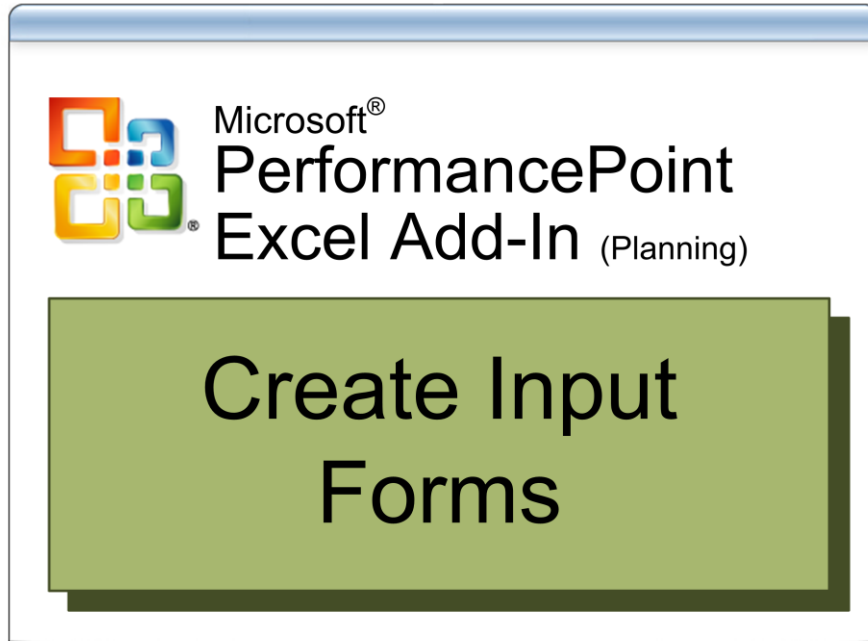 Microsoft®
PerformancePoint
Excel Add-In (Planning)
®
Create Input
Forms